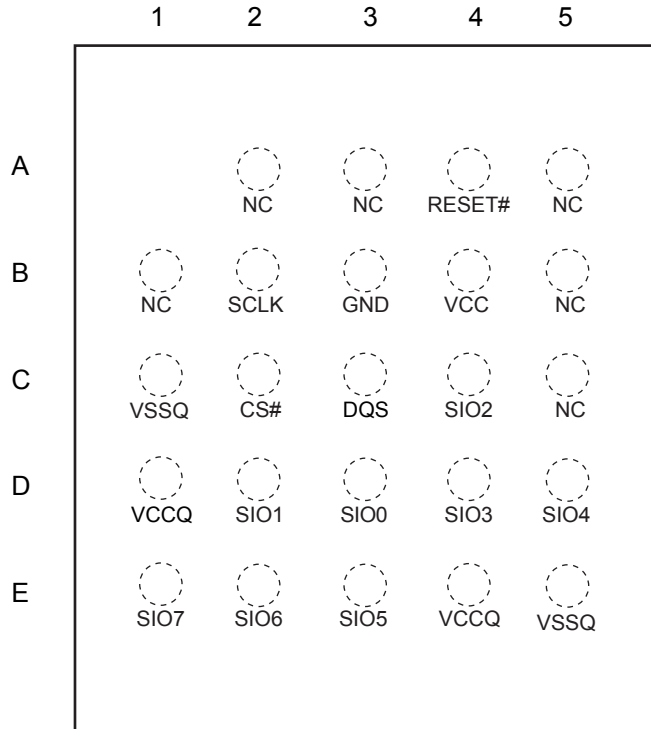 1 2 3 4 5
A
NC NC RESET# NC
B
NC SCLK GND VCC NC
C
VSSQ CS# DQS SIO2 NC
D
VCCQ SIO1 SIO0 SIO3 SIO4
E
SIO7 SIO6 SIO5 VCCQ VSSQ